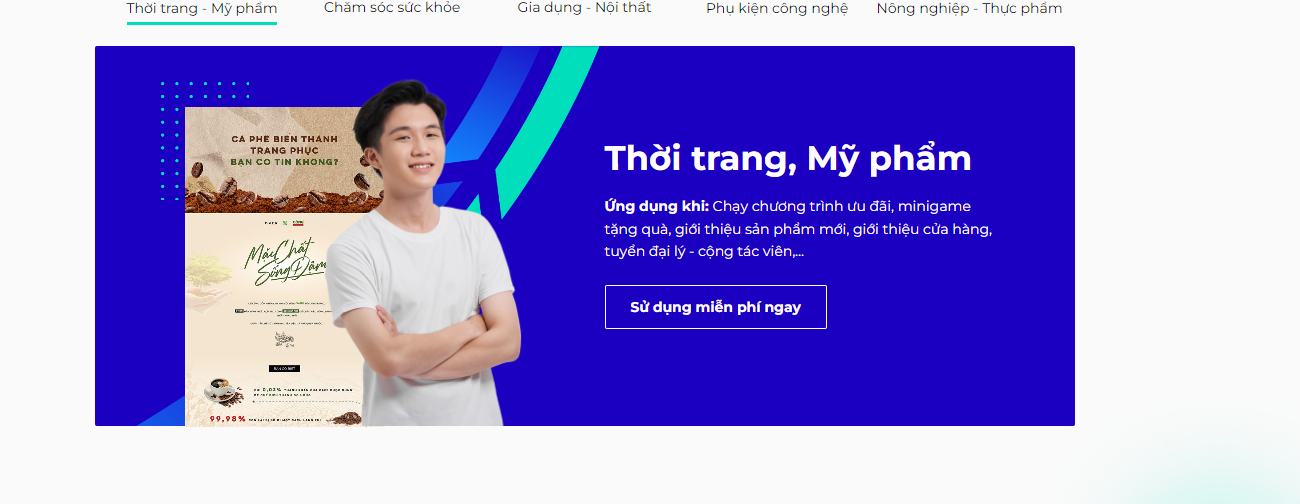 Thời trang - Mỹ phẩm
Chăm sóc sức khỏe
Gia dụng - Nội thất
Phụ kiện công nghệ
Nông nghiệp - Thực phẩm
CÀ PHÊ BIẾN THÀNH
TRANG PHỤC
BẠN CÓ TIN KHÔNG?
Mặc Chất
Sống Đậm
0,03%
99,98%
Thời trang, Mỹ phẩm
Ứng dụng khi: Chạy chương trình ưu đãi, minigame
tặng quà, giới thiệu sản phẩm mới, giới thiệu cửa hàng,
tuyển đại lý - cộng tác viên,...
Sử dụng miễn phí ngay